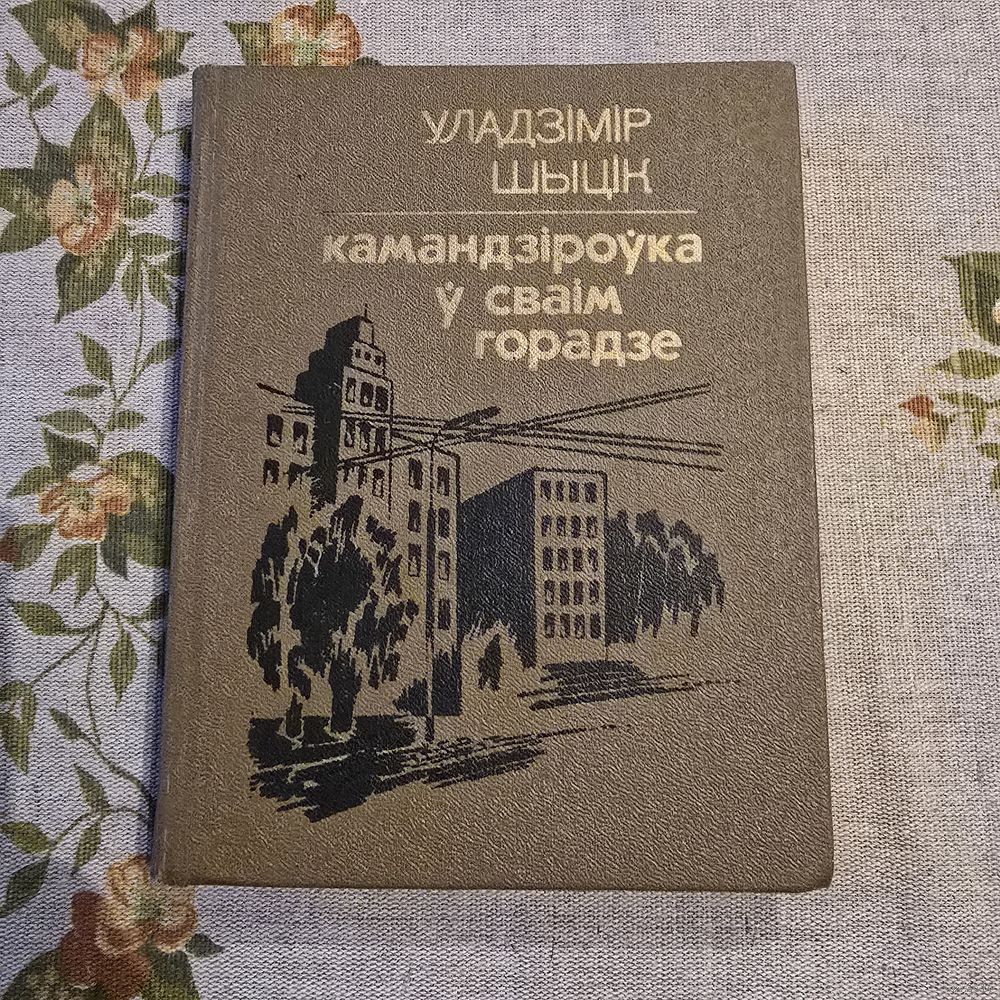 УЛАДЗІМІР
ШЫЦІК
камандзіроўка
ў сваім
горадзе